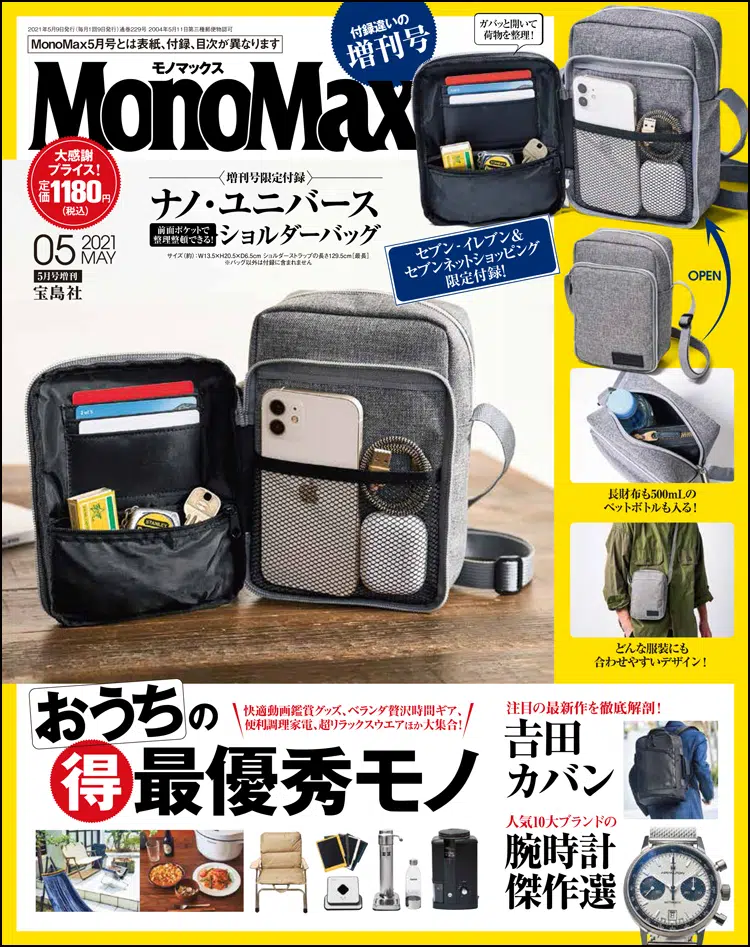 2021年5月9日発行(毎月1回9日発行)通巻229号 2004年5月11日第三種郵便物認可
MonoMax5月号とは表紙、付録、目次が異なります
付録違いの
増刊号
モノマックス
MonoMax
ガバッと開いて
荷物を整理!
大感謝
プライス!
定価1180円
(税込)
〈増刊号限定付録〉
ナノ・ユニバース
前面ポケットで
整理整頓できる!
ショルダーバッグ
サイズ(約):W13.5×H20.5×D6.5cm ショルダーストラップの長さ129.5cm[最長]
※バッグ以外は付録に含まれません
05 2021
MAY
5月号増刊
宝島社
セブン‐イレブン&
セブンネットショッピング
限定付録!
OPEN
STANLEY
長財布も500mLの
ペットボトルも入る!
どんな服装にも
合わせやすいデザイン!
おうちの
得最優秀モノ
快適動画鑑賞グッズ、ベランダ贅沢時間ギア、
便利調理家電、超リラックスウエアほか大集合!
注目の最新作を徹底解剖!
吉田
カバン
人気10大ブランドの
腕時計
傑作選